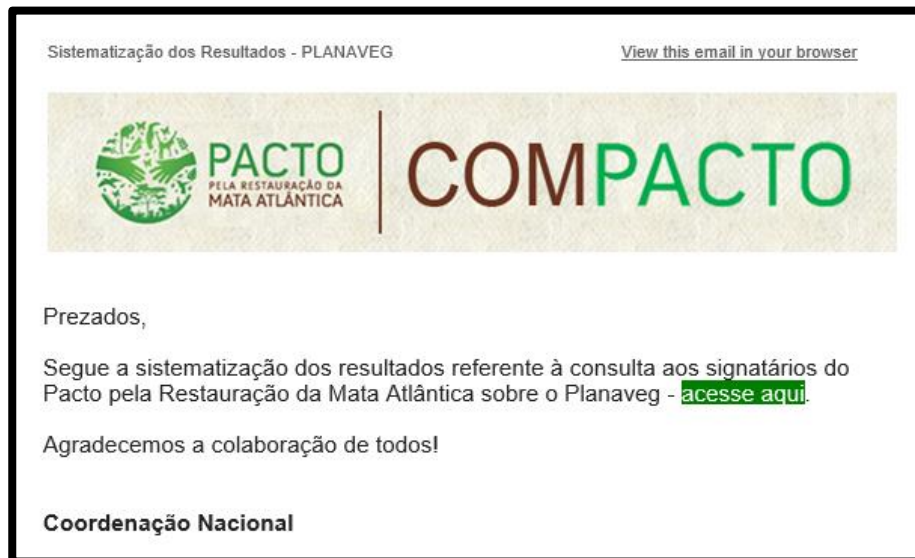 Sistematização dos Resultados - PLANAVEG
View this email in your browser
PACTO
PELA RESTAURAÇÃO DA
MATA ATLÂNTICA
COMPACTO
Prezados,
Segue a sistematização dos resultados referente à consulta aos signatários do
Pacto pela Restauração da Mata Atlântica sobre o Planaveg - acesse aqui.
Agradecemos a colaboração de todos!
Coordenação Nacional